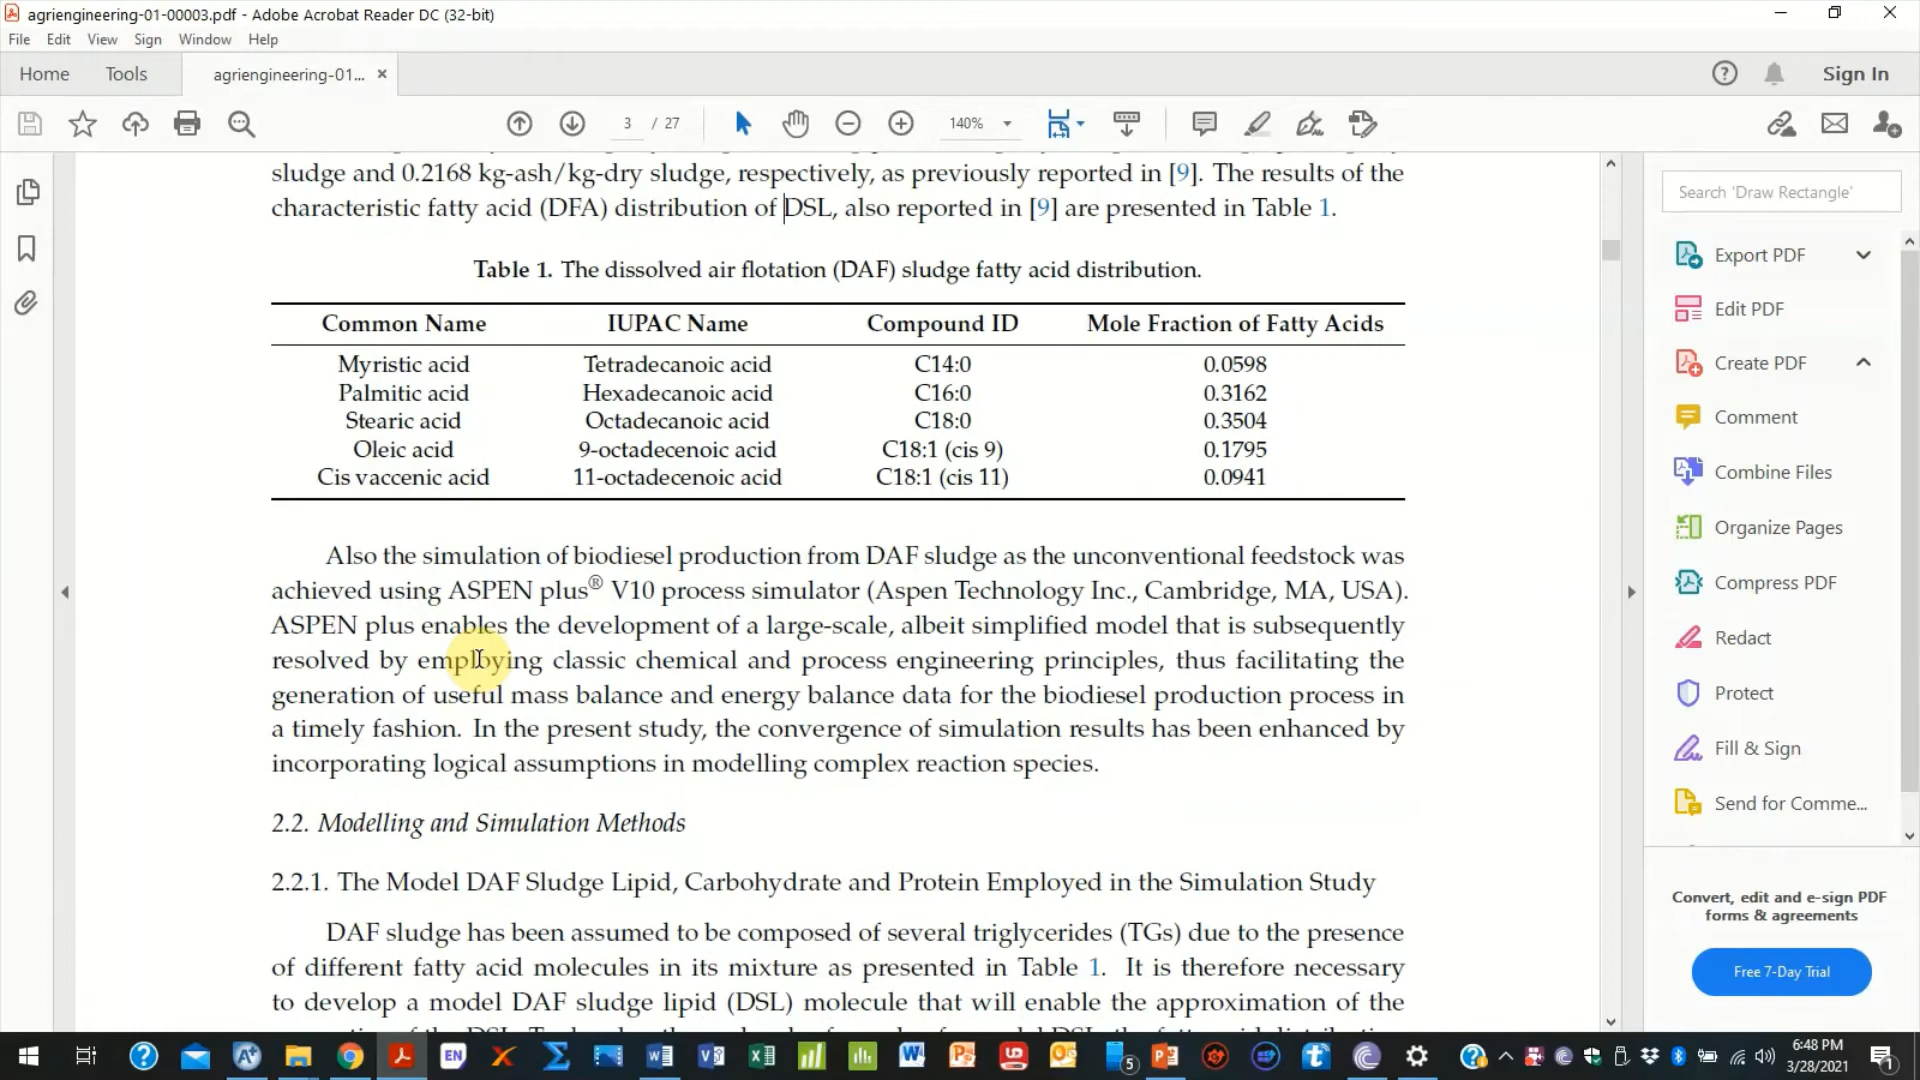 agriengineering-01-00003.pdf - Adobe Acrobat Reader DC (32-bit)
File Edit View Sign Window Help
Home Tools agriengineering-01... × Sign In
3 / 27 140%
sludge and 0.2168 kg-ash/kg-dry sludge, respectively, as previously reported in [9]. The results of the
characteristic fatty acid (DFA) distribution of DSL, also reported in [9] are presented in Table 1.
Table 1. The dissolved air flotation (DAF) sludge fatty acid distribution.
Common Name IUPAC Name Compound ID Mole Fraction of Fatty Acids
Myristic acid Tetradecanoic acid C14:0 0.0598
Palmitic acid Hexadecanoic acid C16:0 0.3162
Stearic acid Octadecanoic acid C18:0 0.3504
Oleic acid 9-octadecenoic acid C18:1 (cis 9) 0.1795
Cis vaccenic acid 11-octadecenoic acid C18:1 (cis 11) 0.0941
Also the simulation of biodiesel production from DAF sludge as the unconventional feedstock was
achieved using ASPEN plus® V10 process simulator (Aspen Technology Inc., Cambridge, MA, USA).
ASPEN plus enables the development of a large-scale, albeit simplified model that is subsequently
resolved by employing classic chemical and process engineering principles, thus facilitating the
generation of useful mass balance and energy balance data for the biodiesel production process in
a timely fashion. In the present study, the convergence of simulation results has been enhanced by
incorporating logical assumptions in modelling complex reaction species.
2.2. Modelling and Simulation Methods
2.2.1. The Model DAF Sludge Lipid, Carbohydrate and Protein Employed in the Simulation Study
DAF sludge has been assumed to be composed of several triglycerides (TGs) due to the presence
of different fatty acid molecules in its mixture as presented in Table 1. It is therefore necessary
to develop a model DAF sludge lipid (DSL) molecule that will enable the approximation of the
Search 'Draw Rectangle'
Export PDF
Edit PDF
Create PDF
Comment
Combine Files
Organize Pages
Compress PDF
Redact
Protect
Fill & Sign
Send for Comme...
Convert, edit and e-sign PDF
forms & agreements
Free 7-Day Trial
EN
5
6:48 PM
3/28/2021
1